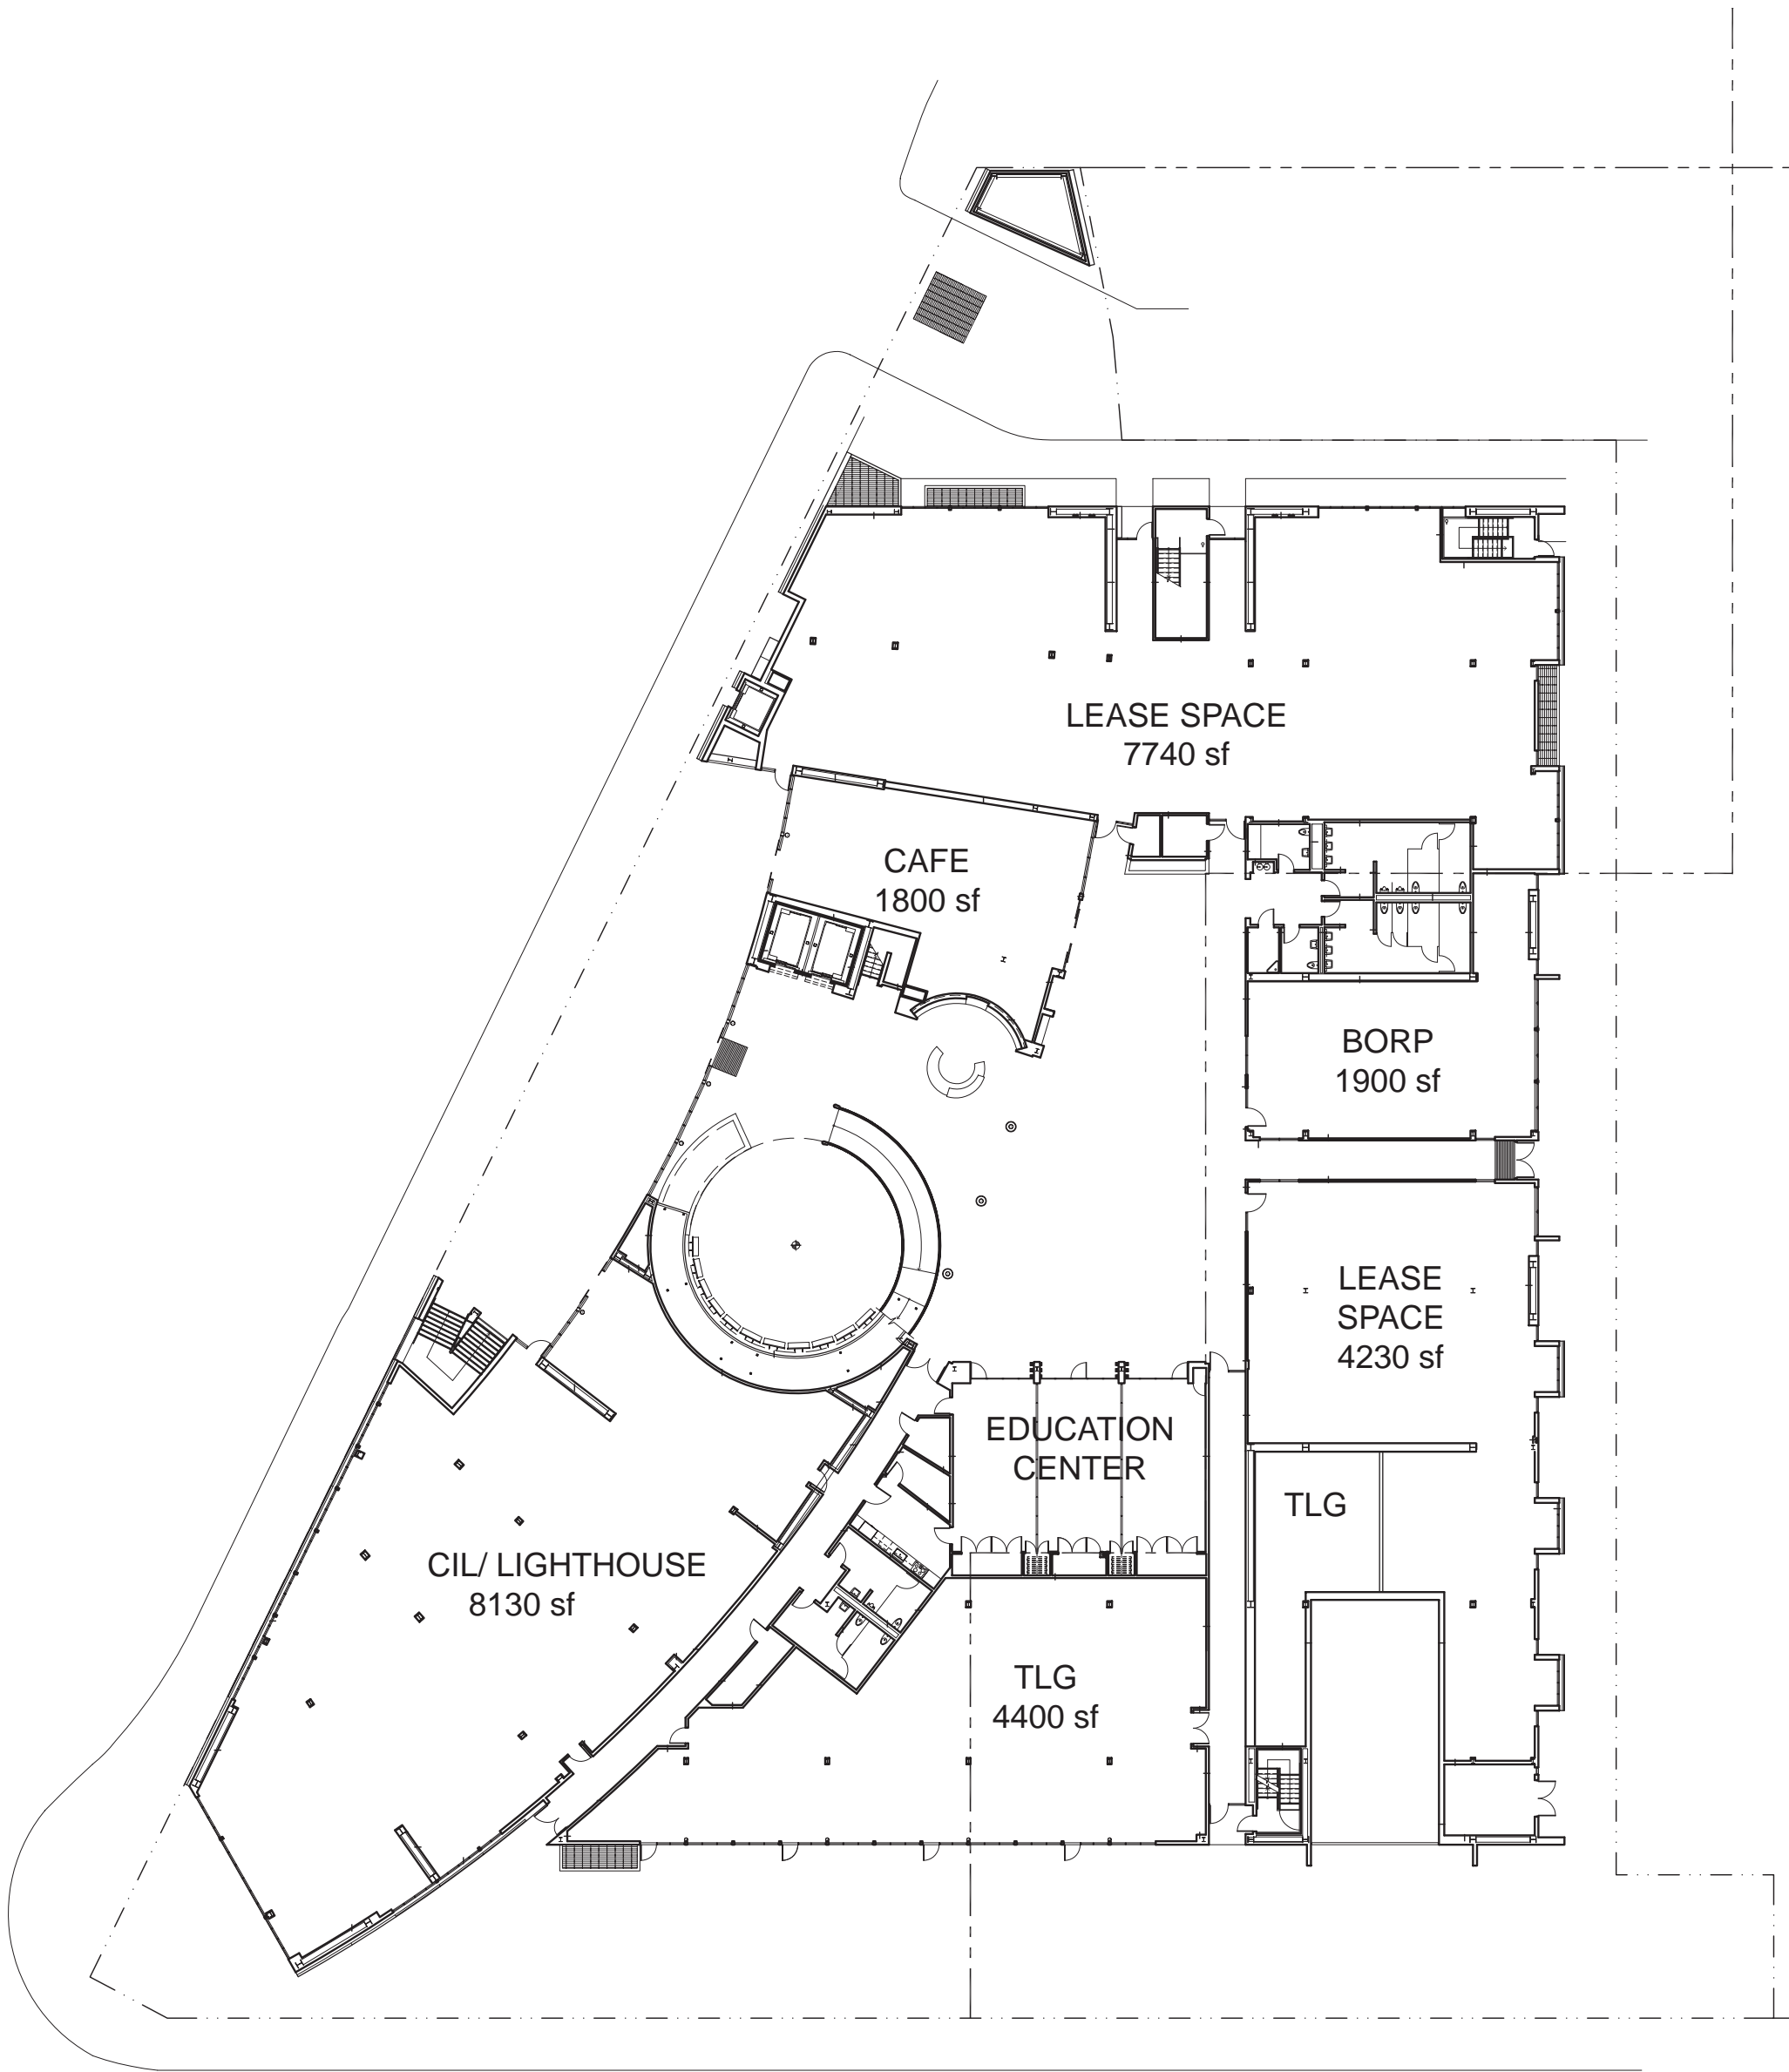 LEASE SPACE
7740 sf
CAFE
1800 sf
BORP
1900 sf
LEASE
SPACE
4230 sf
EDUCATION
CENTER
TLG
CIL/ LIGHTHOUSE
8130 sf
TLG
4400 sf